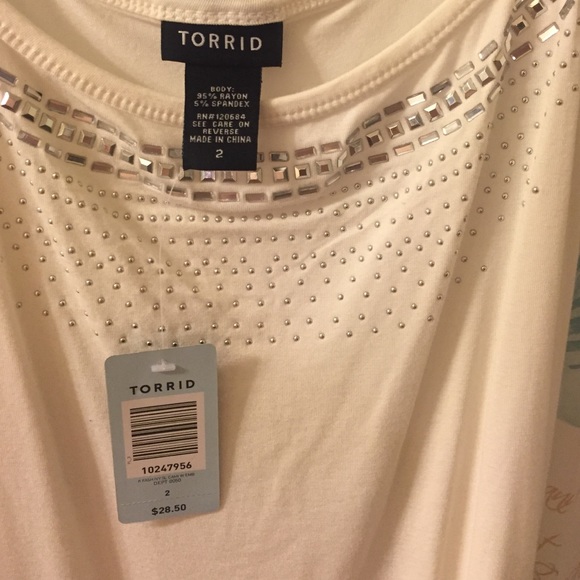 TORRID
BODY:
95% RAYON
5% SPANDEX
RN#120684
SEE CARE ON
REVERSE
MADE IN CHINA
2
TORRID
10247956
2
$28.50